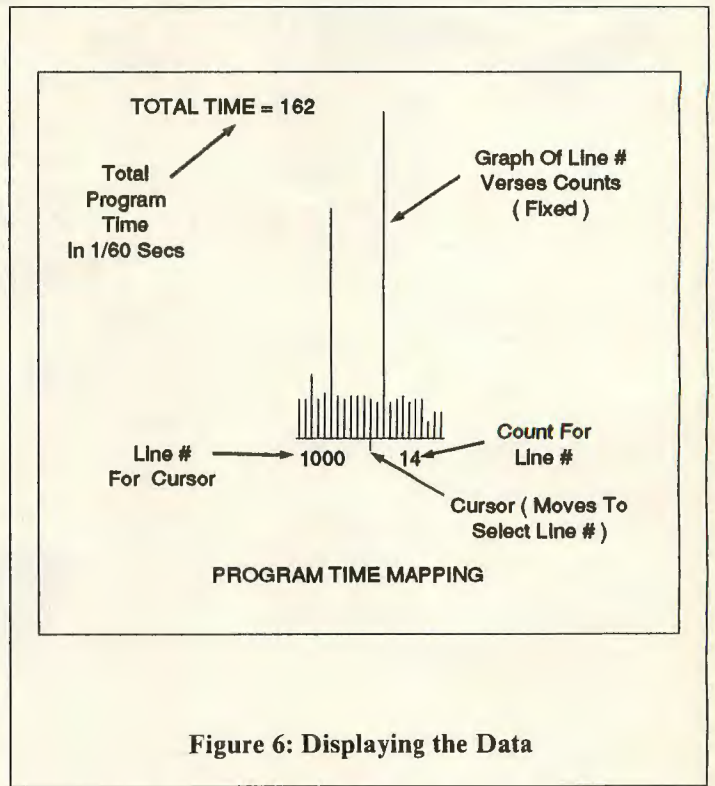 TOTAL TIME = 162
Total
Program
Time
In 1/60 Secs
Graph Of Line #
Verses Counts
( Fixed )
Line #
For Cursor
1000
14
Count For
Line #
Cursor ( Moves To
Select Line # )
PROGRAM TIME MAPPING
Figure 6: Displaying the Data